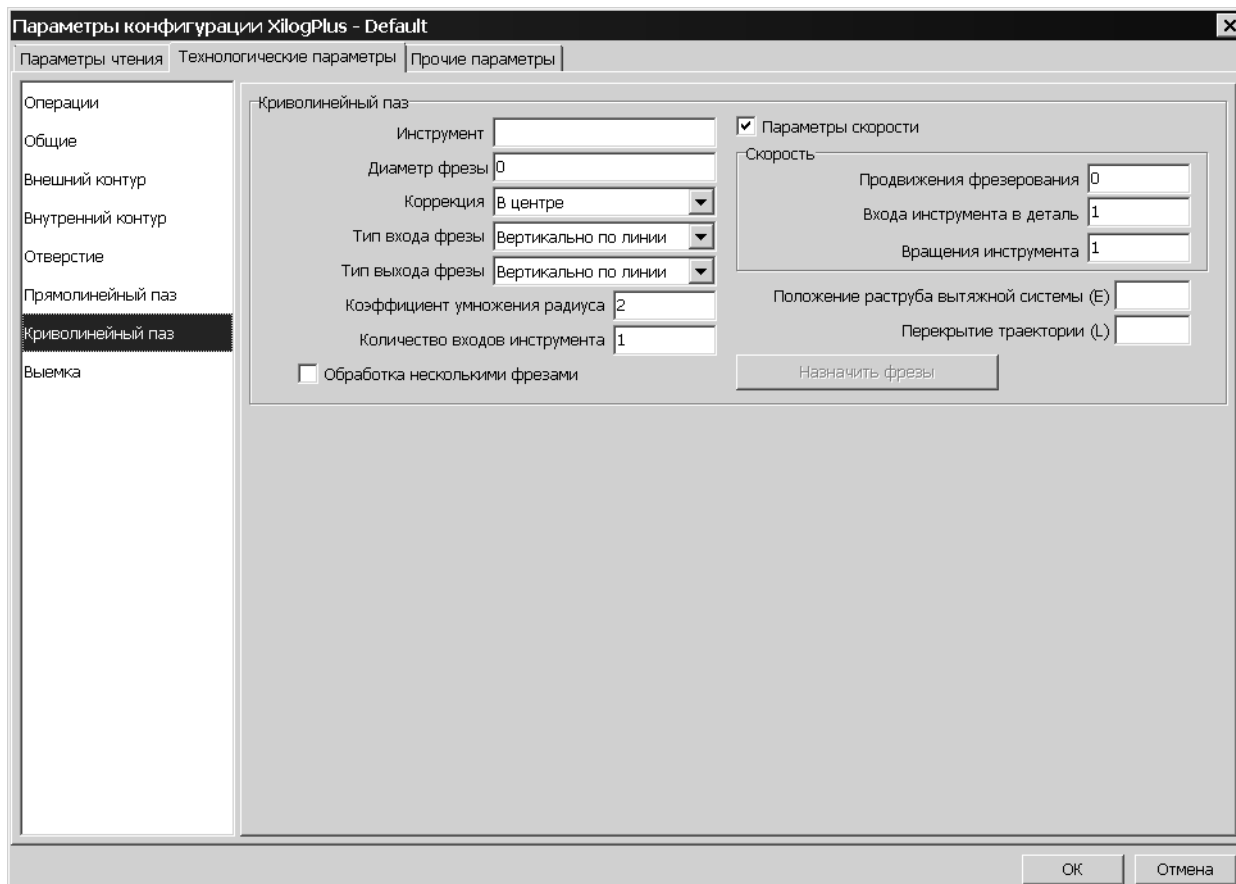 Параметры конфигурации XilogPlus - Default
Параметры чтения
Технологические параметры
Прочие параметры
Операции
Общие
Внешний контур
Внутренний контур
Отверстие
Прямолинейный паз
Криволинейный паз
Выемка
Криволинейный паз
Инструмент
Диаметр фрезы 0
Коррекция В центре
Тип входа фрезы Вертикально по линии
Тип выхода фрезы Вертикально по линии
Коэффициент умножения радиуса 2
Количество входов инструмента 1
Обработка несколькими фрезами
Параметры скорости
Скорость
Продвижения фрезерования 0
Входа инструмента в деталь 1
Вращения инструмента 1
Положение раструба вытяжной системы (E)
Перекрытие траектории (L)
Назначить фрезы
ОК
Отмена